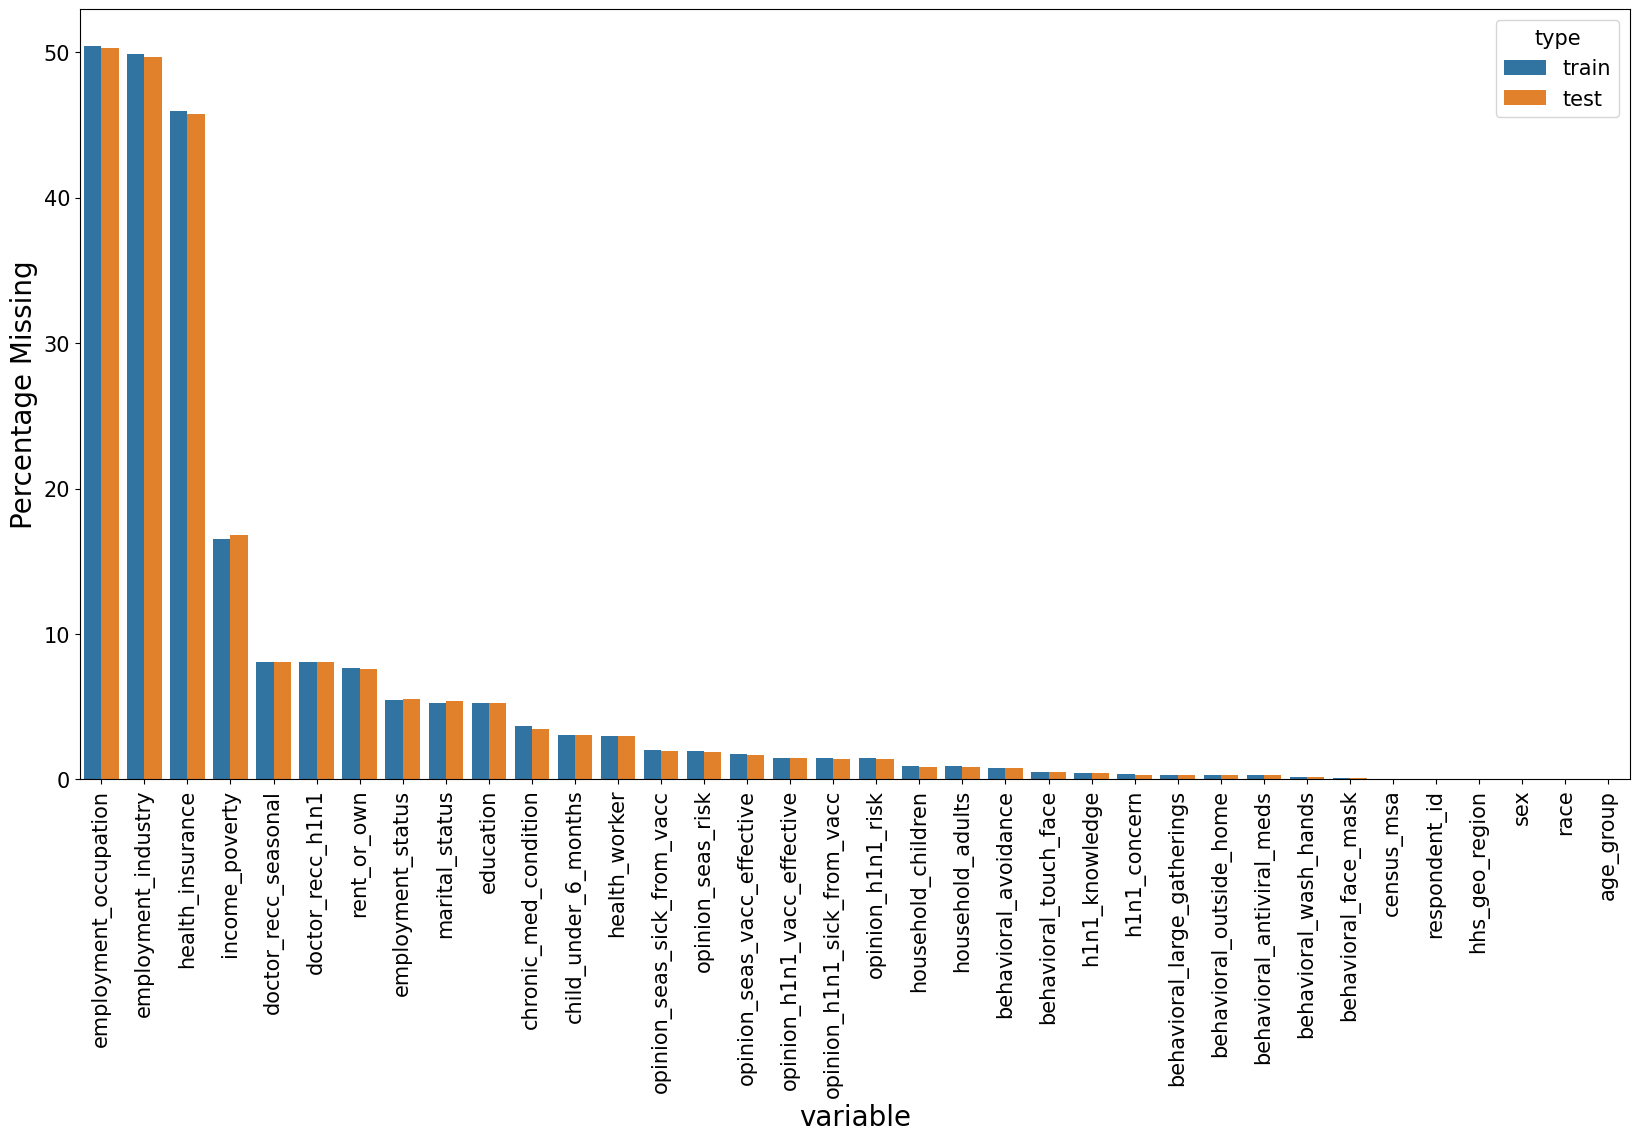 type
train
test
Percentage Missing
50
40
30
20
10
0
employment_occupation
employment_industry
health_insurance
income_poverty
doctor_recc_seasonal
doctor_recc_h1n1
rent_or_own
employment_status
marital_status
education
chronic_med_condition
child_under_6_months
health_worker
opinion_seas_sick_from_vacc
opinion_seas_risk
opinion_seas_vacc_effective
opinion_h1n1_vacc_effective
opinion_h1n1_sick_from_vacc
opinion_h1n1_risk
household_children
household_adults
behavioral_avoidance
behavioral_touch_face
h1n1_knowledge
h1n1_concern
behavioral_large_gatherings
behavioral_outside_home
behavioral_antiviral_meds
behavioral_wash_hands
behavioral_face_mask
census_msa
respondent_id
hhs_geo_region
sex
race
age_group
variable